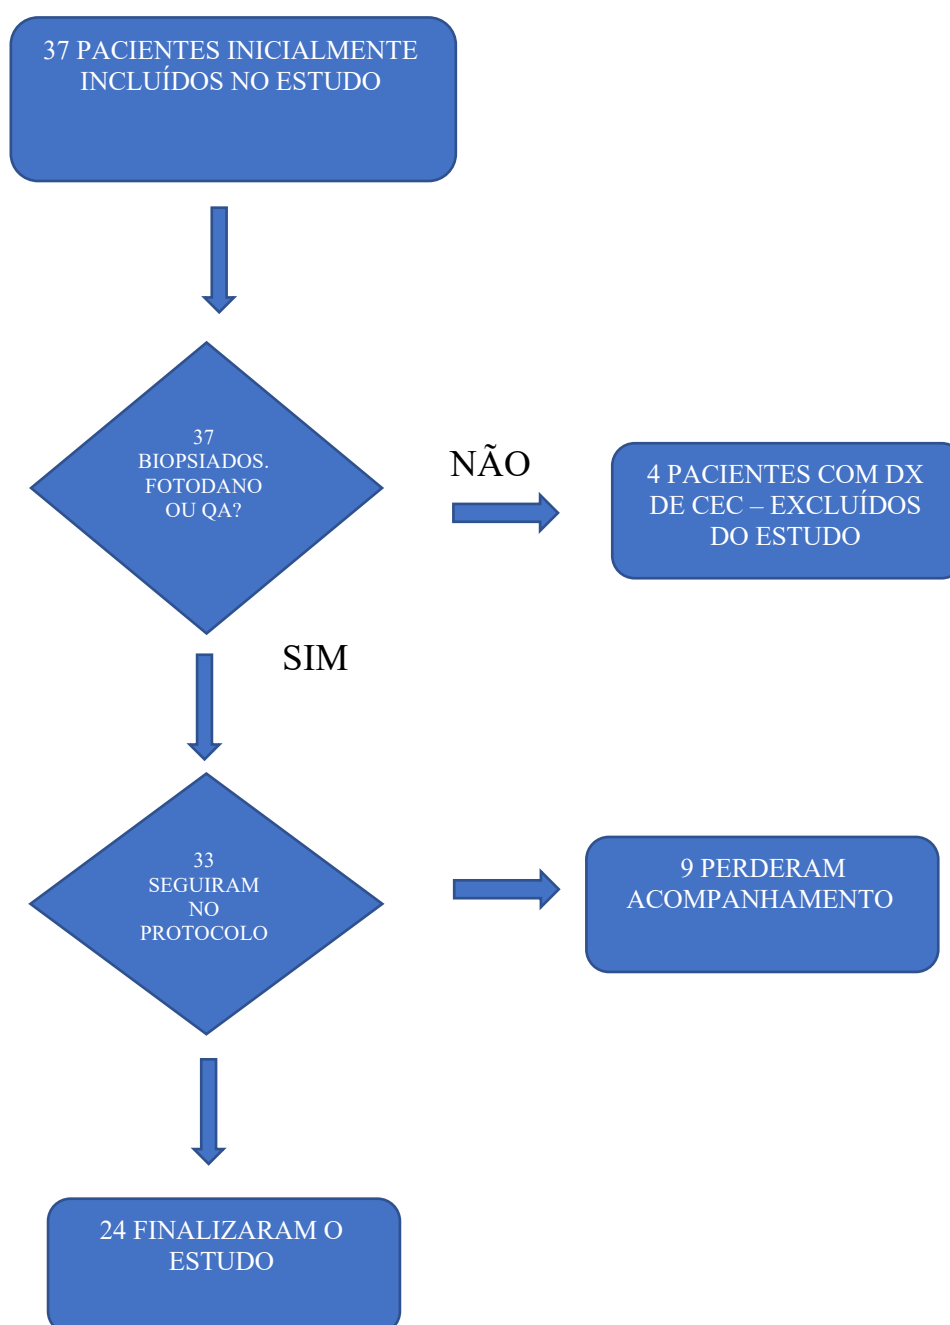 37 PACIENTES INICIALMENTE
INCLUÍDOS NO ESTUDO
37
BIOPSIADOS.
FOTODANO
OU QA?
NÃO
4 PACIENTES COM DX
DE CEC – EXCLUÍDOS
DO ESTUDO
SIM
33
SEGUIRAM
NO
PROTOCOLO
9 PERDERAM
ACOMPANHAMENTO
24 FINALIZARAM O
ESTUDO